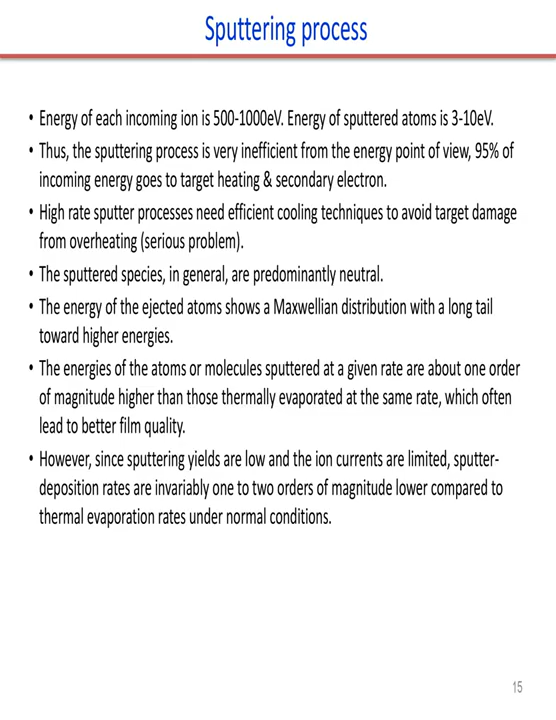 Sputtering process
• Energy of each incoming ion is 500-1000eV. Energy of sputtered atoms is 3-10eV.
• Thus, the sputtering process is very inefficient from the energy point of view, 95% of
incoming energy goes to target heating & secondary electron.
• High rate sputter processes need efficient cooling techniques to avoid target damage
from overheating (serious problem).
• The sputtered species, in general, are predominantly neutral.
• The energy of the ejected atoms shows a Maxwellian distribution with a long tail
toward higher energies.
• The energies of the atoms or molecules sputtered at a given rate are about one order
of magnitude higher than those thermally evaporated at the same rate, which often
lead to better film quality.
• However, since sputtering yields are low and the ion currents are limited, sputter-
deposition rates are invariably one to two orders of magnitude lower compared to
thermal evaporation rates under normal conditions.
15